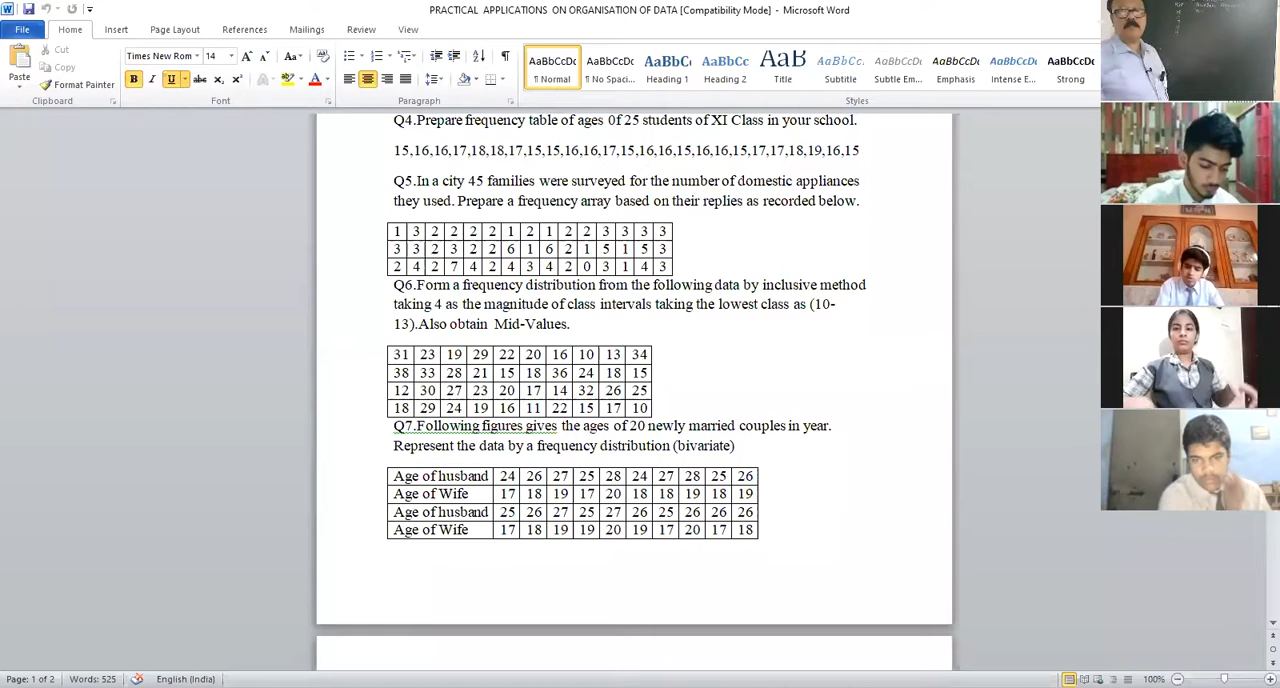 PRACTICAL APPLICATIONS ON ORGANISATION OF DATA [Compatibility Mode] - Microsoft Word
File Home Insert Page Layout References Mailings Review View
Paste
Cut
Copy
Format Painter
Clipboard
Times New Rom 14
B I U abc
Font
Paragraph
AaBbCcDc AaBbCcDc AaBbC AaBbCc AaB AaBbCc. AaBbCcDc AaBbCcDc AaBbCcDc AaBbCcDc
¶ Normal ¶ No Spaci... Heading 1 Heading 2 Title Subtitle Subtle Em... Emphasis Intense E... Strong
Styles
Q4.Prepare frequency table of ages 0f 25 students of XI Class in your school.
15,16,16,17,18,18,17,15,15,16,16,17,15,16,16,15,16,16,15,17,17,18,19,16,15
Q5.In a city 45 families were surveyed for the number of domestic appliances
they used. Prepare a frequency array based on their replies as recorded below.
1 3 2 2 2 2 1 2 1 2 2 3 3 3 3
3 3 2 3 2 2 6 1 6 2 1 5 1 5 3
2 4 2 7 4 2 4 3 4 2 0 3 1 4 3
Q6.Form a frequency distribution from the following data by inclusive method
taking 4 as the magnitude of class intervals taking the lowest class as (10-
13).Also obtain Mid-Values.
31 23 19 29 22 20 16 10 13 34
38 33 28 21 15 18 36 24 18 15
12 30 27 23 20 17 14 32 26 25
18 29 24 19 16 11 22 15 17 10
Q7.Following figures gives the ages of 20 newly married couples in year.
Represent the data by a frequency distribution (bivariate)
Age of husband 24 26 27 25 28 24 27 28 25 26
Age of Wife 17 18 19 17 20 18 18 19 18 19
Age of husband 25 26 27 25 27 26 25 26 26 26
Age of Wife 17 18 19 19 20 19 17 20 17 18
Page: 1 of 2 Words: 525 English (India) 100%